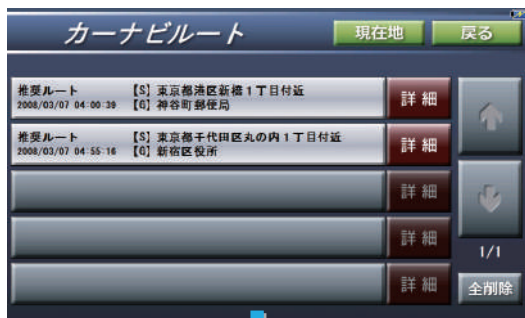 カーナビルート
現在地
戻る
推奨ルート 【S】東京都港区新橋1丁目付近
2008/03/07 04:00:39 【G】神谷町郵便局
詳細
推奨ルート 【S】東京都千代田区丸の内1丁目付近
2008/03/07 04:55:16 【G】新宿区役所
詳細
詳細
詳細
1/1
詳細
全削除